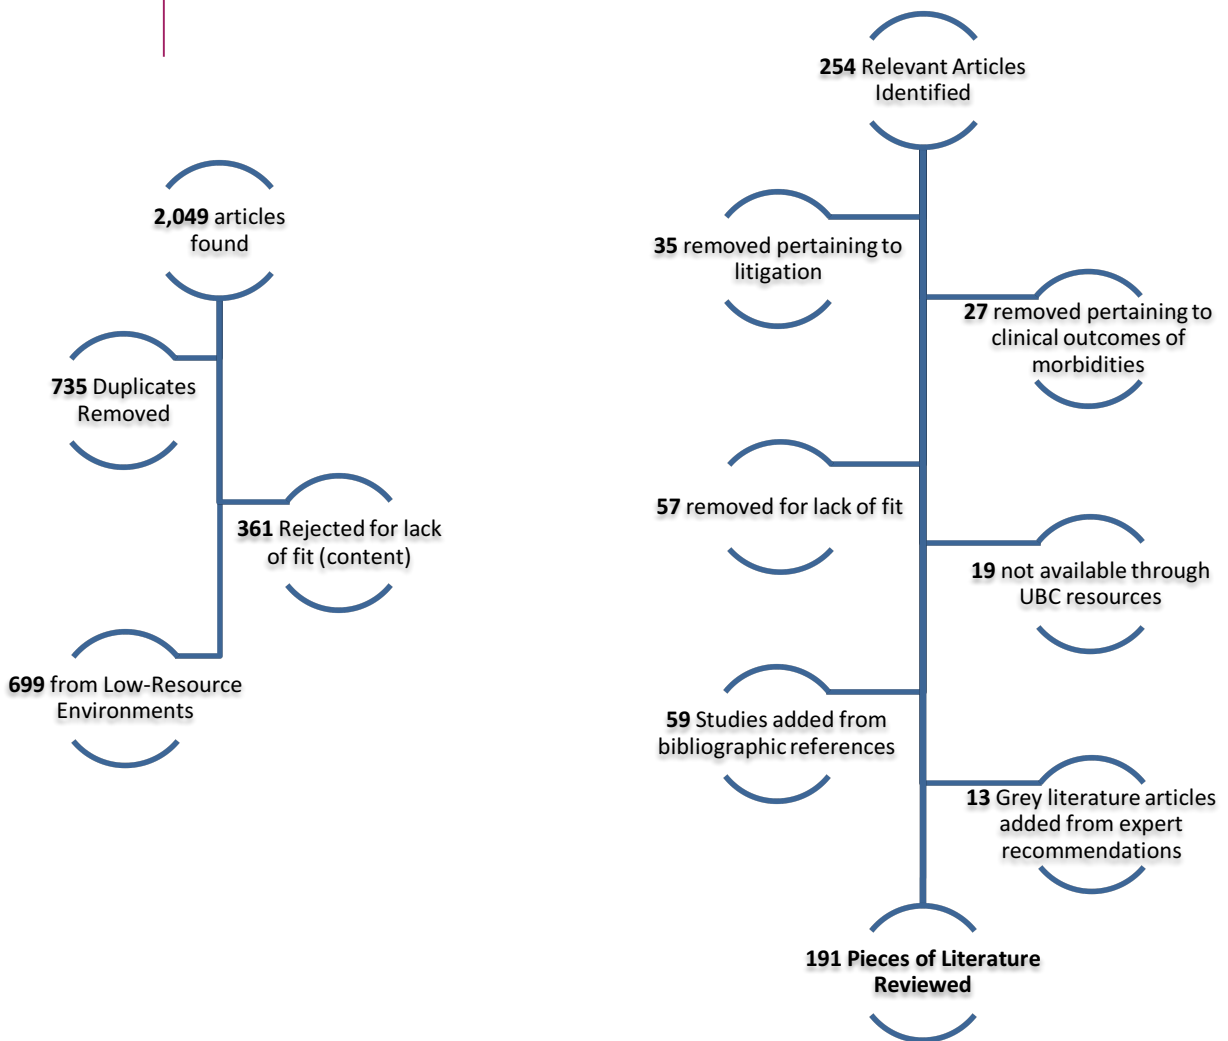 2,049 articles
found
735 Duplicates
Removed
361 Rejected for lack
of fit (content)
699 from Low-Resource
Environments
254 Relevant Articles
Identified
35 removed pertaining to
litigation
27 removed pertaining to
clinical outcomes of
morbidities
57 removed for lack of fit
19 not available through
UBC resources
59 Studies added from
bibliographic references
13 Grey literature articles
added from expert
recommendations
191 Pieces of Literature
Reviewed